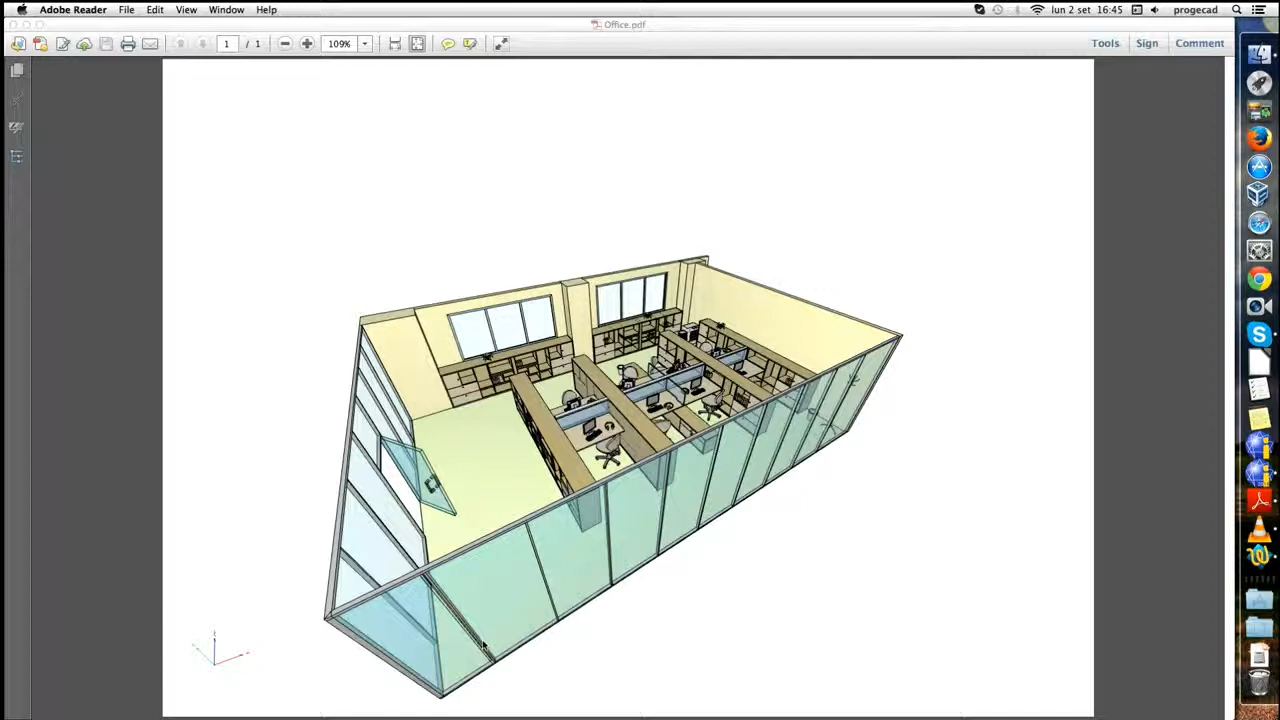 Adobe Reader File Edit View Window Help lun 2 set 16:45 progecad
Office.pdf
1 / 1 109% Tools Sign Comment